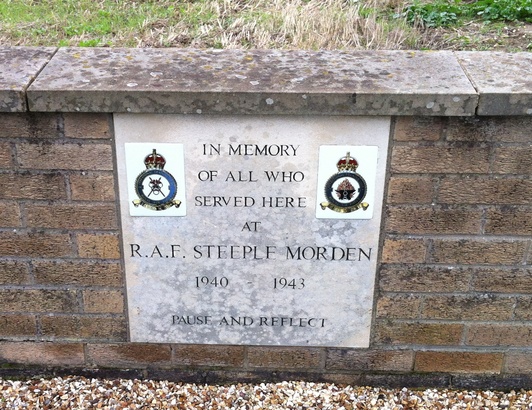 IN MEMORY
OF ALL WHO
SERVED HERE
AT
R.A.F. STEEPLE MORDEN
1940 - 1943
PAUSE AND REFLECT